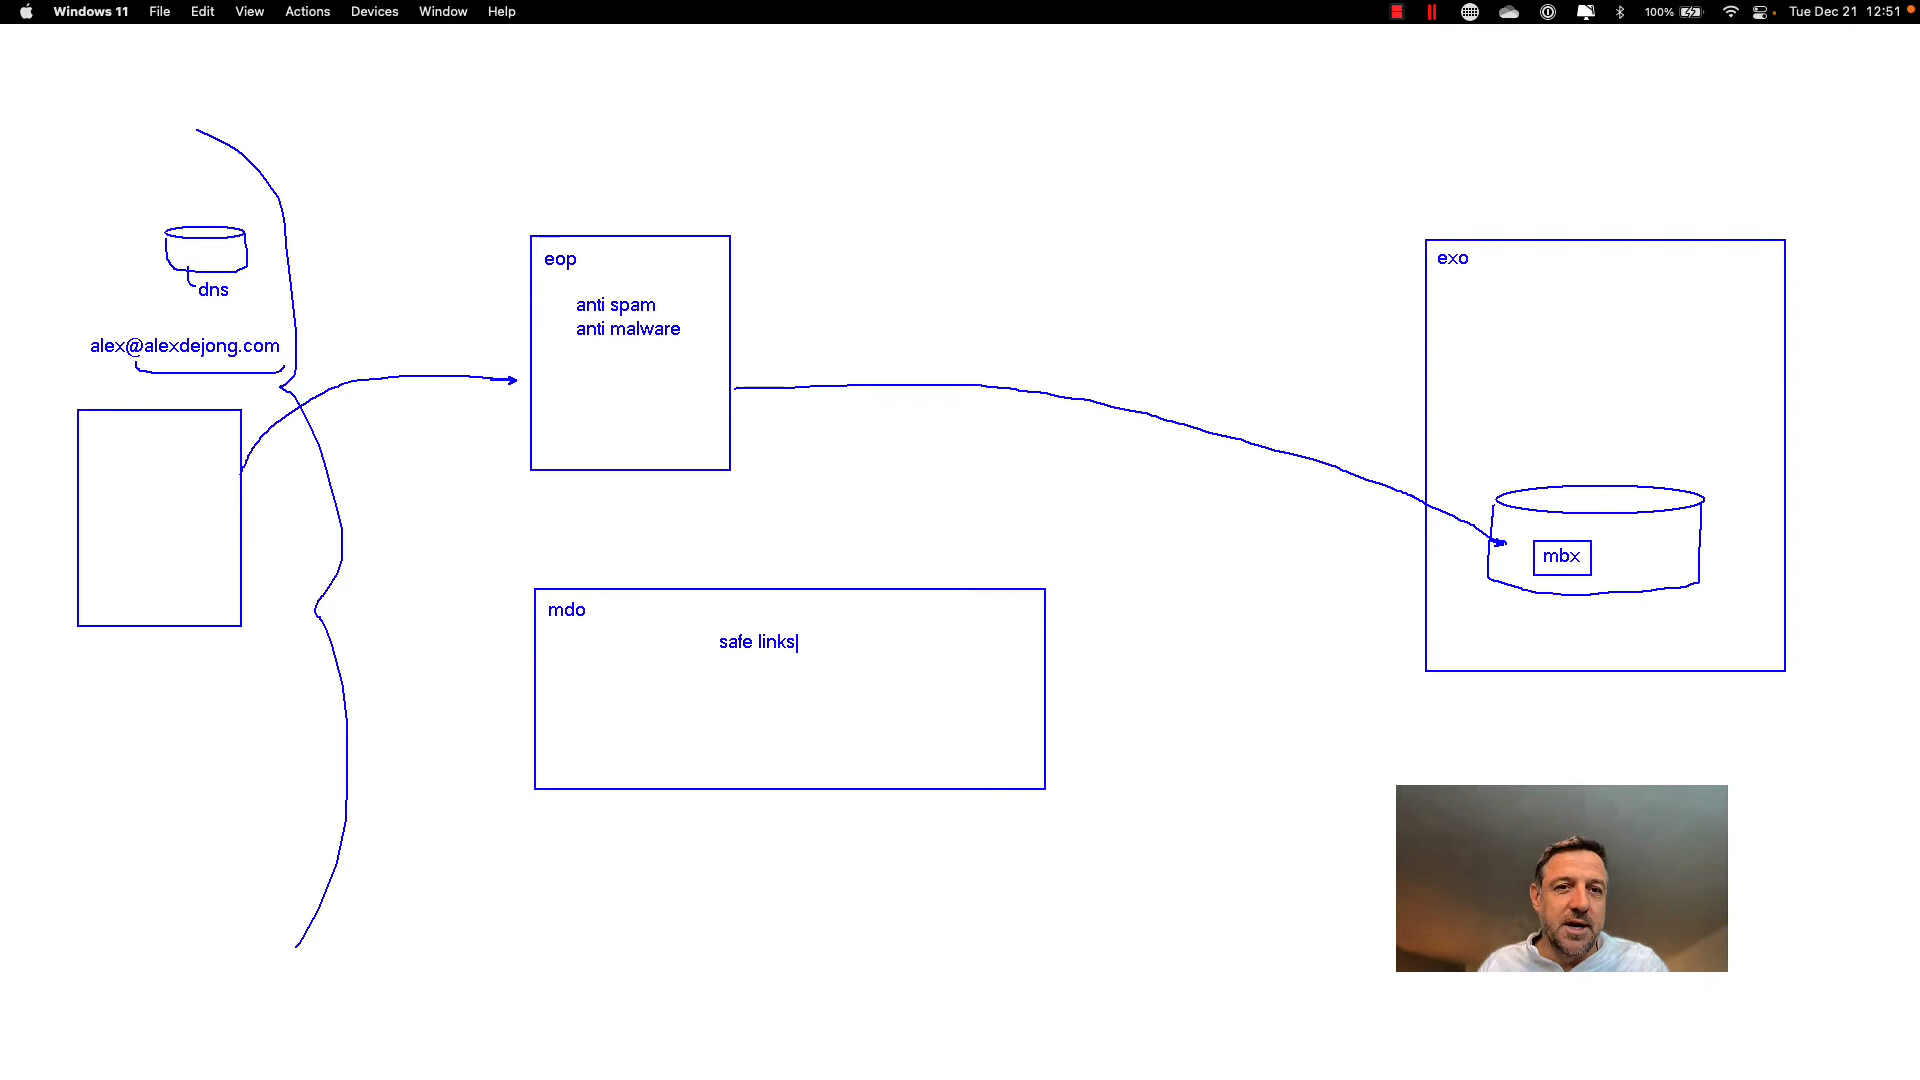 Windows 11 File Edit View Actions Devices Window Help 100% Tue Dec 21 12:51
dns
alex@alexdejong.com
eop
anti spam
anti malware
mdo
safe links
exo
mbx